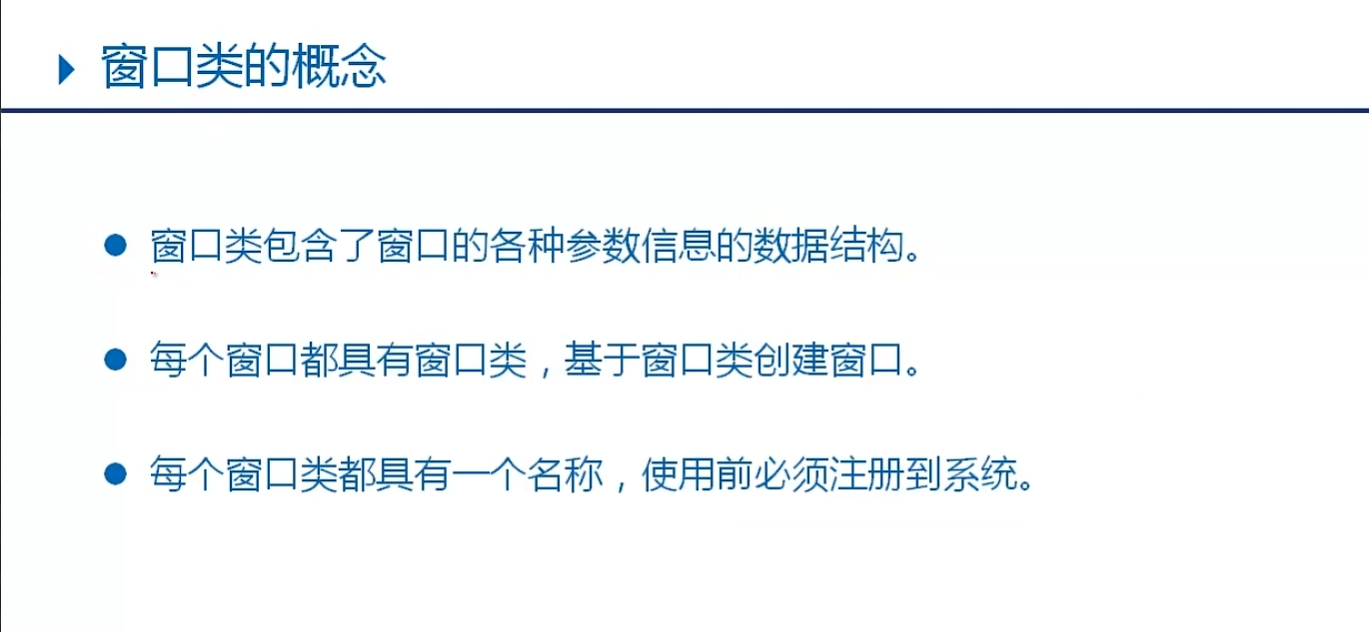 窗口类的概念
窗口类包含了窗口的各种参数信息的数据结构。
每个窗口都具有窗口类，基于窗口类创建窗口。
每个窗口类都具有一个名称，使用前必须注册到系统。